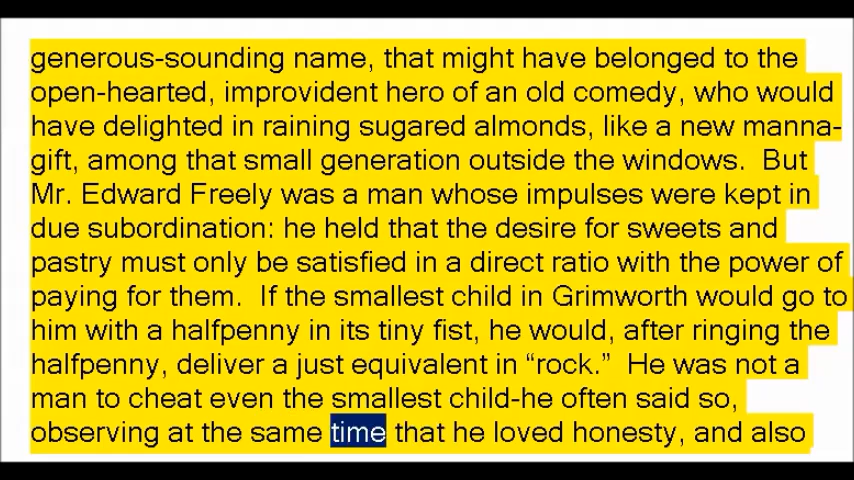 generous-sounding name, that might have belonged to the
open-hearted, improvident hero of an old comedy, who would
have delighted in raining sugared almonds, like a new manna-
gift, among that small generation outside the windows.  But
Mr. Edward Freely was a man whose impulses were kept in
due subordination: he held that the desire for sweets and
pastry must only be satisfied in a direct ratio with the power of
paying for them.  If the smallest child in Grimworth would go to
him with a halfpenny in its tiny fist, he would, after ringing the
halfpenny, deliver a just equivalent in “rock.”  He was not a
man to cheat even the smallest child-he often said so,
observing at the same time that he loved honesty, and also